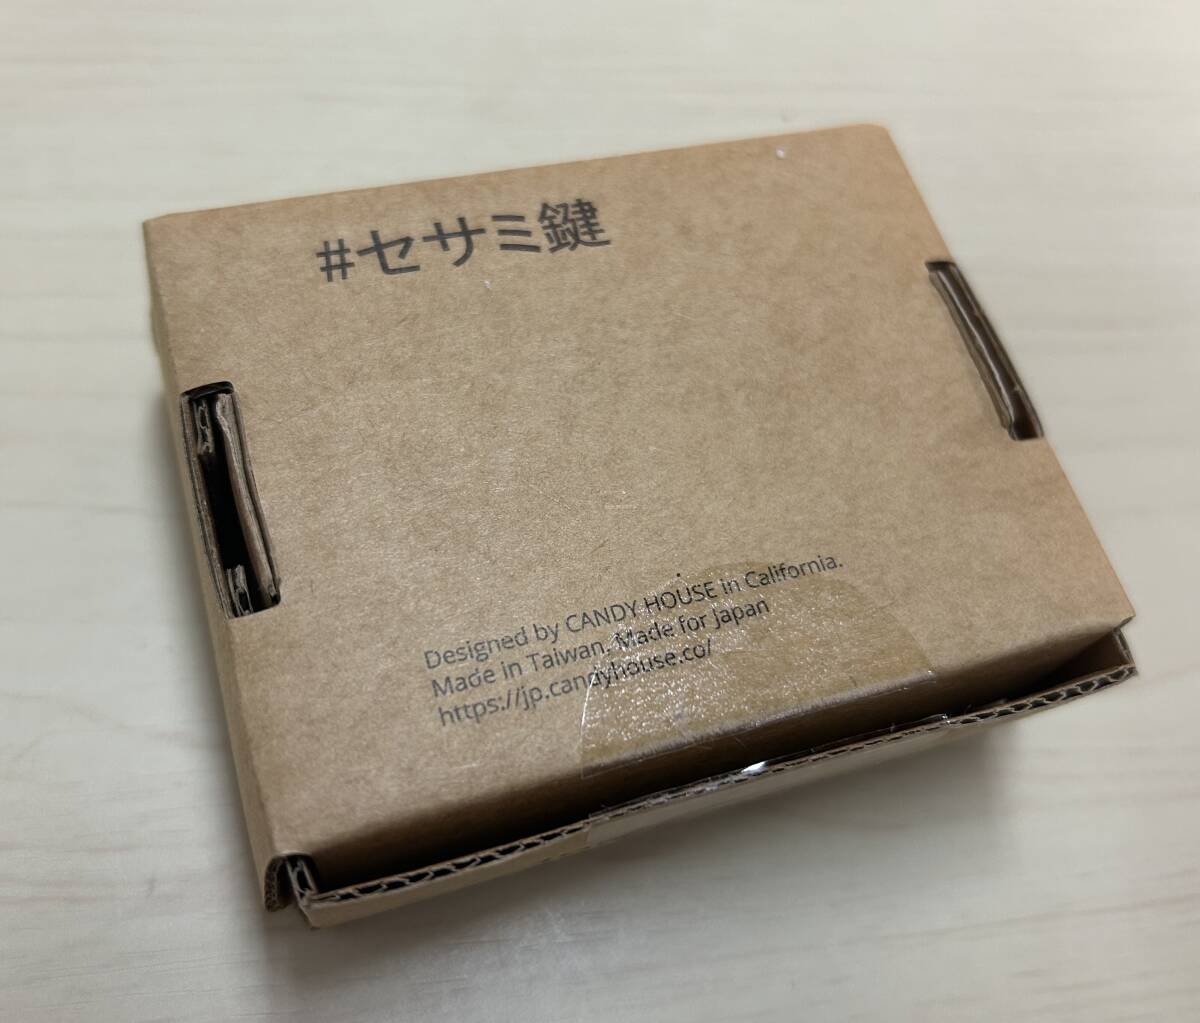 #セサミ鍵
Designed by CANDY HOUSE in California.
Made in Taiwan. Made for Japan
https://jp.candyhouse.co/